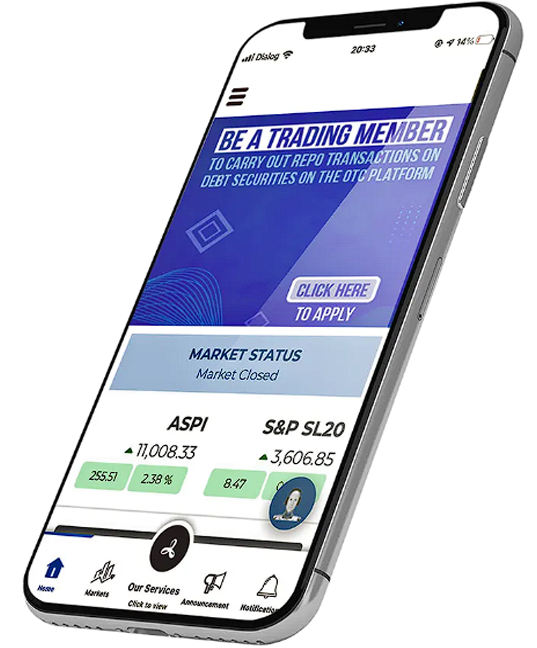 Dialog
20:33
14%
BE A TRADING MEMBER
TO CARRY OUT REPO TRANSACTIONS ON
DEBT SECURITIES ON THE OTC PLATFORM
CLICK HERE
TO APPLY
MARKET STATUS
Market Closed
ASPI
S&P SL20
11,008.33
3,606.85
255.51
2.38 %
8.47
Home
Markets
Our Services
Click to view
Announcement